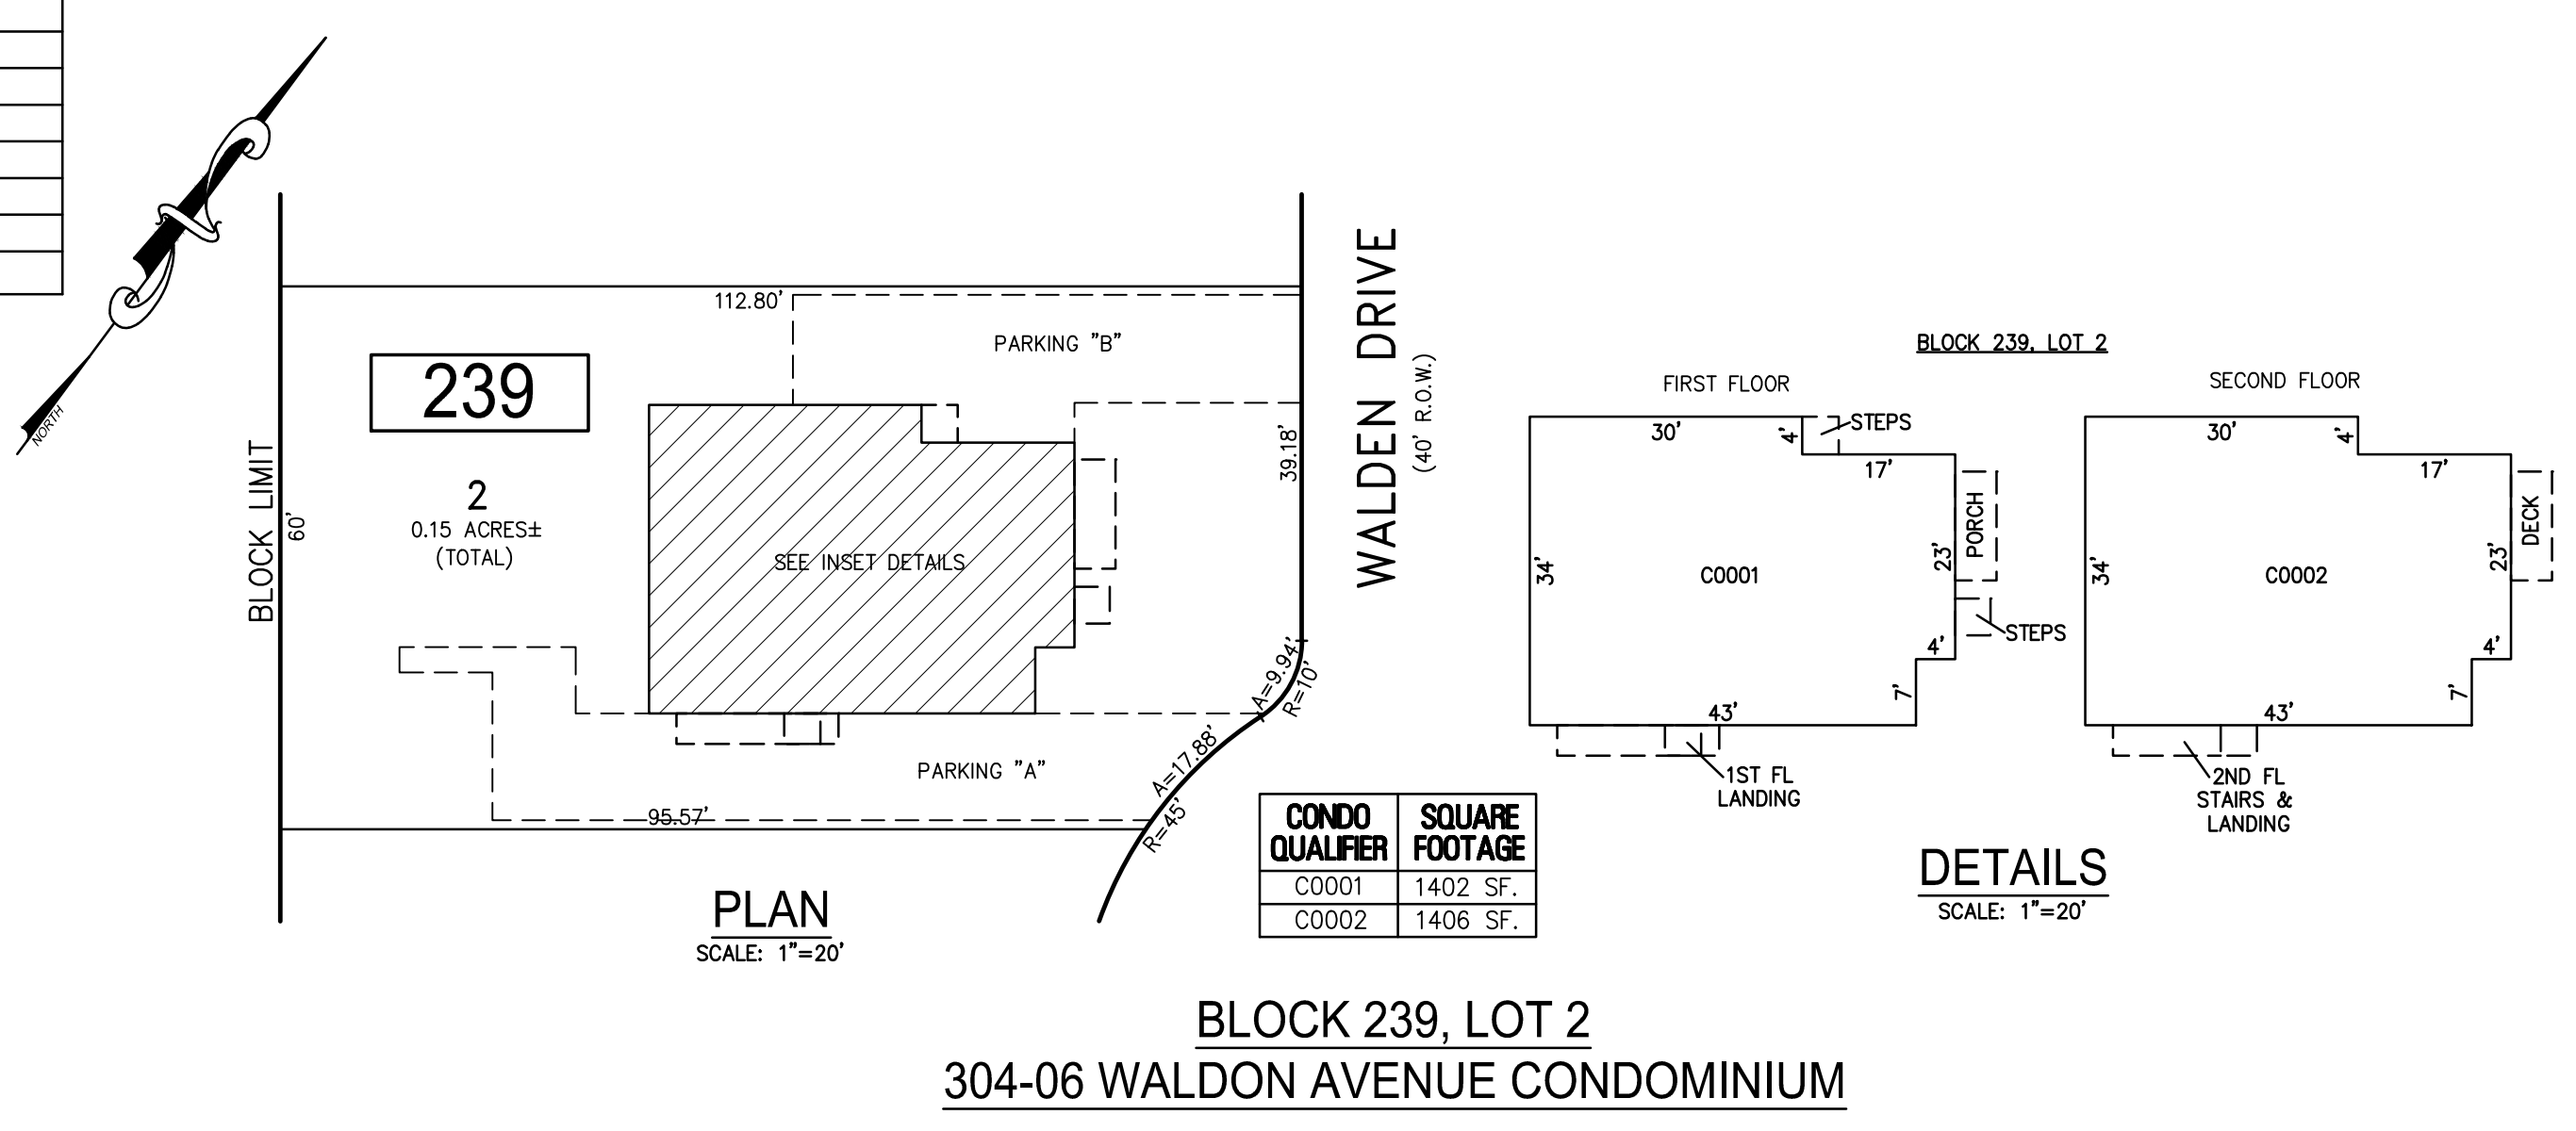 NORTH
BLOCK LIMIT
60'
112.80'
239
2
0.15 ACRES±
(TOTAL)
PARKING "B"
SEE INSET DETAILS
39.18'
WALDEN DRIVE
(40' R.O.W.)
A=9.94'
R=10'
A=17.88'
R=45'
PARKING "A"
95.57'
PLAN
SCALE: 1"=20'
CONDO QUALIFIER SQUARE FOOTAGE
C0001 1402 SF.
C0002 1406 SF.
BLOCK 239, LOT 2
FIRST FLOOR
30'
4'
STEPS
17'
34'
C0001
23'
PORCH
STEPS
4'
7'
43'
1ST FL
LANDING
SECOND FLOOR
30'
4'
17'
34'
C0002
23'
DECK
4'
7'
43'
2ND FL
STAIRS &
LANDING
DETAILS
SCALE: 1"=20'
BLOCK 239, LOT 2
304-06 WALDON AVENUE CONDOMINIUM